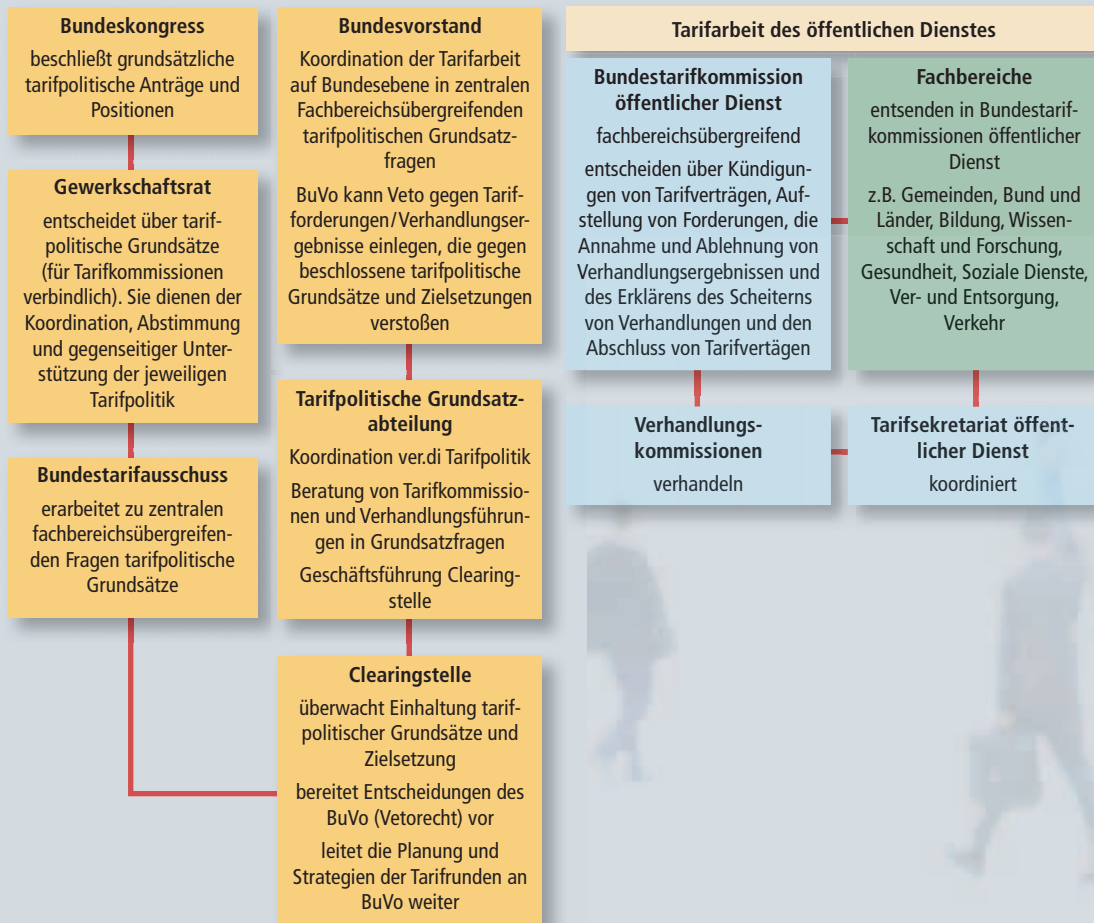 Bundeskongress
beschließt grundsätzliche
tarifpolitische Anträge und
Positionen
Gewerkschaftsrat
entscheidet über tarif-
politische Grundsätze
(für Tarifkommissionen
verbindlich). Sie dienen der
Koordination, Abstimmung
und gegenseitiger Unter-
stützung der jeweiligen
Tarifpolitik
Bundestarifausschuss
erarbeitet zu zentralen
fachbereichsübergreifen-
den Fragen tarifpolitische
Grundsätze
Bundesvorstand
Koordination der Tarifarbeit
auf Bundesebene in zentralen
Fachbereichsübergreifenden
tarifpolitischen Grundsatz-
fragen
BuVo kann Veto gegen Tarif-
forderungen/Verhandlungser-
gebnisse einlegen, die gegen
beschlossene tarifpolitische
Grundsätze und Zielsetzungen
verstoßen
Tarifpolitische Grundsatz-
abteilung
Koordination ver.di Tarifpolitik
Beratung von Tarifkommissio-
nen und Verhandlungsführun-
gen in Grundsatzfragen
Geschäftsführung Clearing-
stelle
Clearingstelle
überwacht Einhaltung tarif-
politischer Grundsätze und
Zielsetzung
bereitet Entscheidungen des
BuVo (Vetorecht) vor
leitet die Planung und
Strategien der Tarifrunden an
BuVo weiter
Tarifarbeit des öffentlichen Dienstes
Bundestarifkommission
öffentlicher Dienst
fachbereichsübergreifend
entscheiden über Kündigun-
gen von Tarifverträgen, Auf-
stellung von Forderungen, die
Annahme und Ablehnung von
Verhandlungsergebnissen und
des Erklärens des Scheiterns
von Verhandlungen und den
Abschluss von Tarifvertägen
Fachbereiche
entsenden in Bundestarif-
kommissionen öffentlicher
Dienst
z.B. Gemeinden, Bund und
Länder, Bildung, Wissen-
schaft und Forschung,
Gesundheit, Soziale Dienste,
Ver- und Entsorgung,
Verkehr
Verhandlungs-
kommissionen
verhandeln
Tarifsekretariat öffent-
licher Dienst
koordiniert